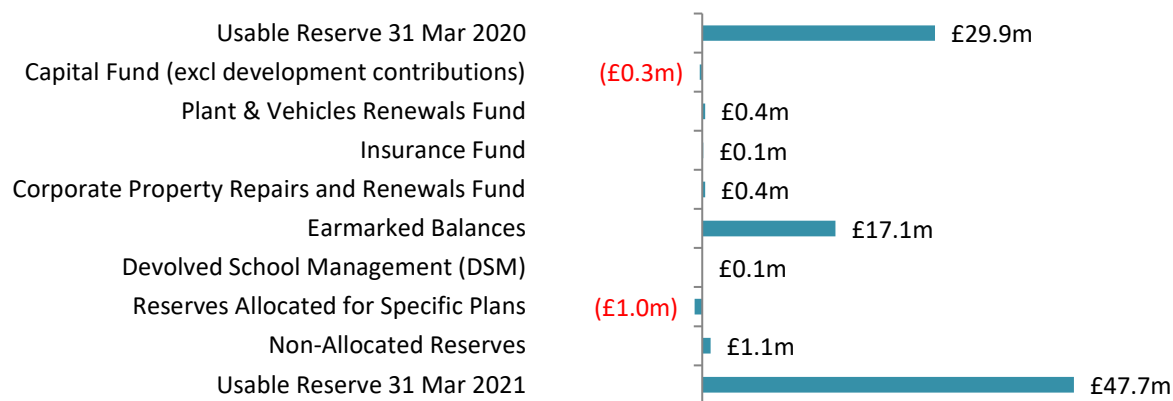 Usable Reserve 31 Mar 2020 £29.9m
Capital Fund (excl development contributions) (£0.3m)
Plant & Vehicles Renewals Fund £0.4m
Insurance Fund £0.1m
Corporate Property Repairs and Renewals Fund £0.4m
Earmarked Balances £17.1m
Devolved School Management (DSM) £0.1m
Reserves Allocated for Specific Plans (£1.0m)
Non-Allocated Reserves £1.1m
Usable Reserve 31 Mar 2021 £47.7m